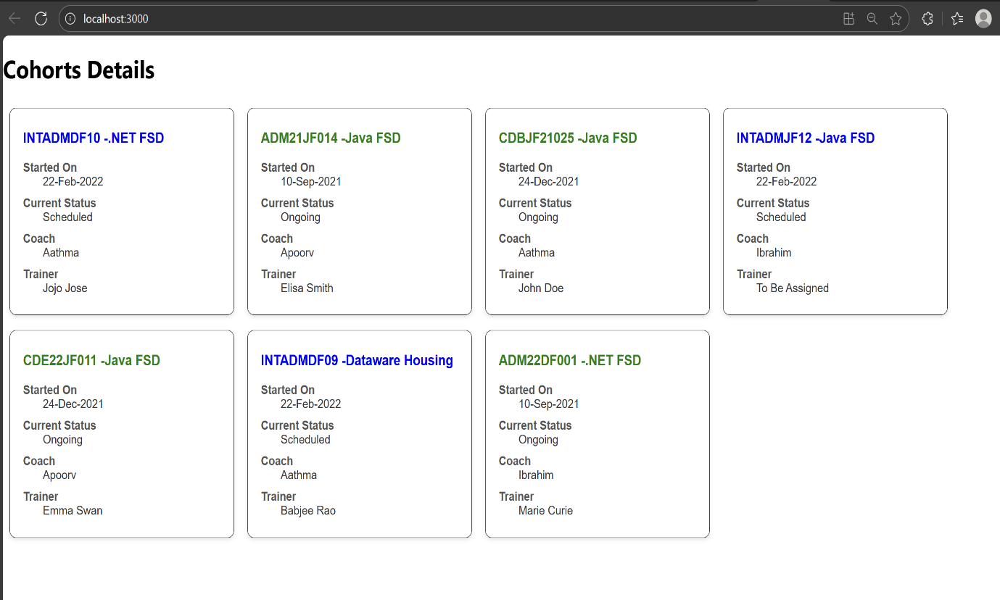 localhost:3000
Cohorts Details
INTADMDF10 -.NET FSD
Started On
22-Feb-2022
Current Status
Scheduled
Coach
Aathma
Trainer
Jojo Jose
ADM21JF014 -Java FSD
Started On
10-Sep-2021
Current Status
Ongoing
Coach
Apoorv
Trainer
Elisa Smith
CDBJF21025 -Java FSD
Started On
24-Dec-2021
Current Status
Ongoing
Coach
Aathma
Trainer
John Doe
INTADMJF12 -Java FSD
Started On
22-Feb-2022
Current Status
Scheduled
Coach
Ibrahim
Trainer
To Be Assigned
CDE22JF011 -Java FSD
Started On
24-Dec-2021
Current Status
Ongoing
Coach
Apoorv
Trainer
Emma Swan
INTADMDF09 -Dataware Housing
Started On
22-Feb-2022
Current Status
Scheduled
Coach
Aathma
Trainer
Babjee Rao
ADM22DF001 -.NET FSD
Started On
10-Sep-2021
Current Status
Ongoing
Coach
Ibrahim
Trainer
Marie Curie